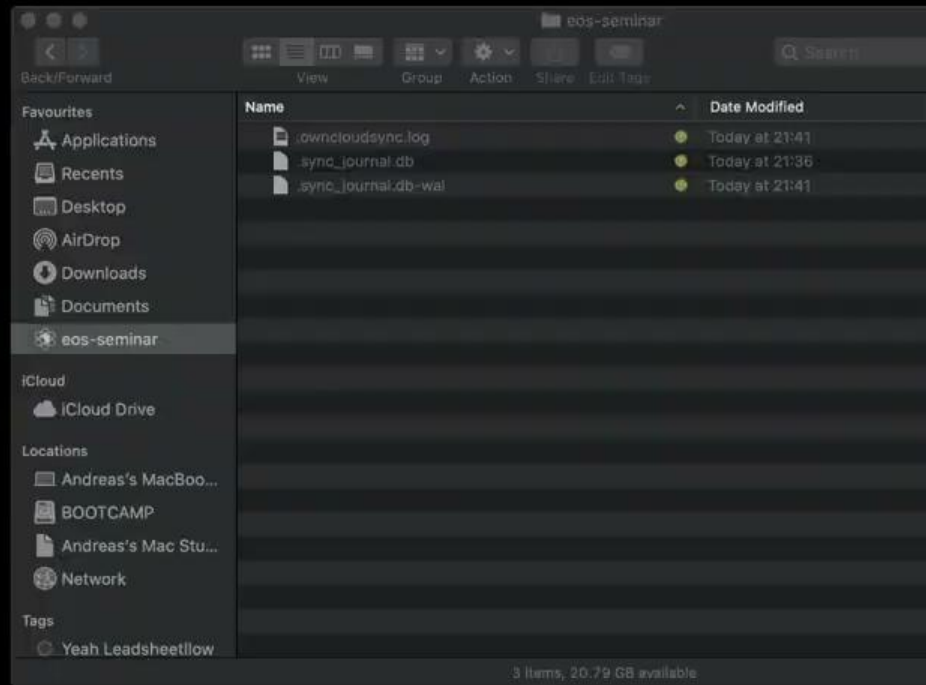 eos-seminar
Search
Back/Forward
View
Group
Action
Share
Edit Tags
Favourites
Applications
Recents
Desktop
AirDrop
Downloads
Documents
eos-seminar
iCloud
iCloud Drive
Locations
Andreas's MacBoo...
BOOTCAMP
Andreas's Mac Stu...
Network
Tags
Yeah Leadsheetllow
Name
Date Modified
.owncloudsync.log
Today at 21:41
.sync_journal.db
Today at 21:36
.sync_journal.db-wal
Today at 21:41
3 items, 20.79 GB available